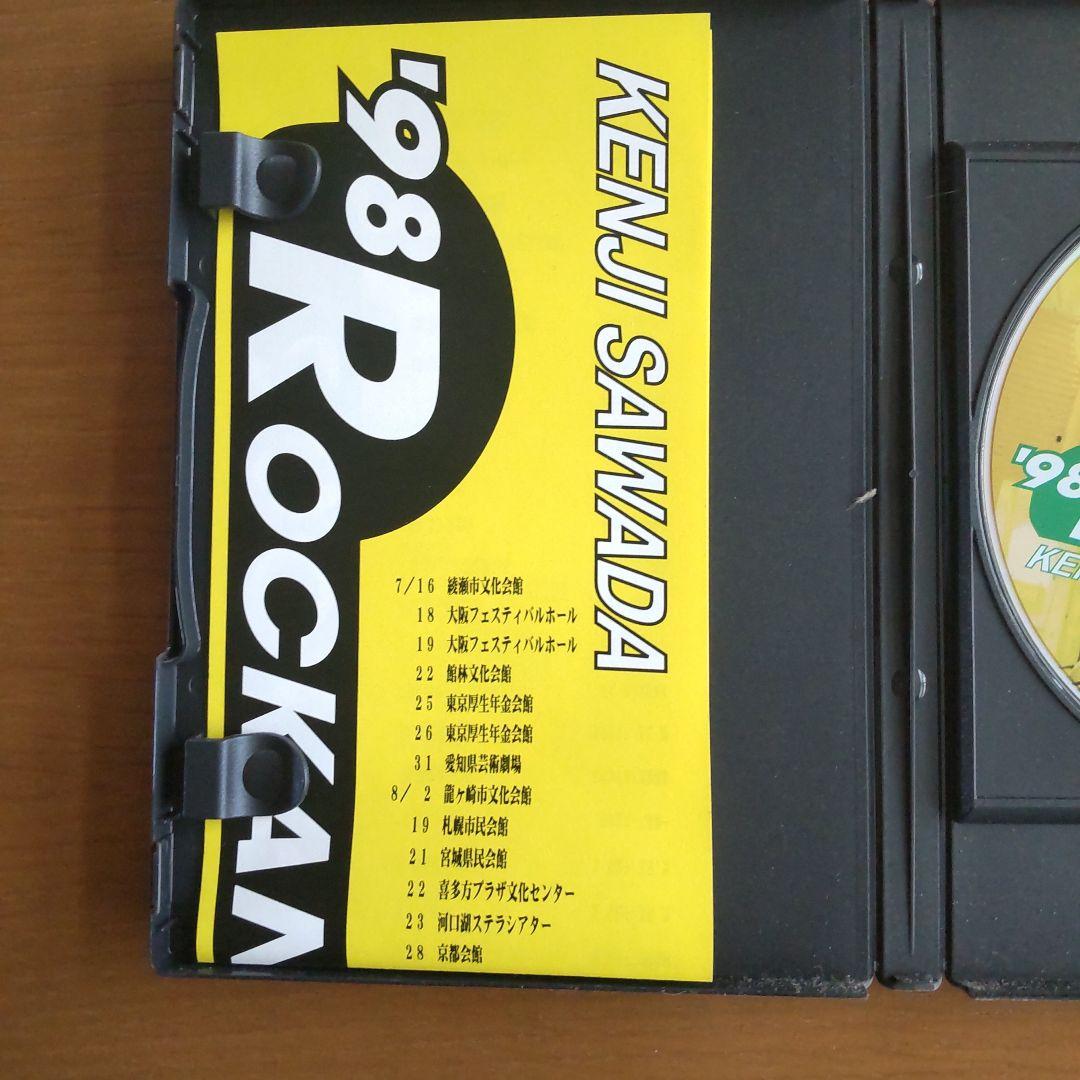 '98
ROCKAN
KENJI SAWADA
7/16 綾瀬市文化会館
18 大阪フェスティバルホール
19 大阪フェスティバルホール
22 館林文化会館
25 東京厚生年金会館
26 東京厚生年金会館
31 愛知県芸術劇場
8/ 2 龍ヶ崎市文化会館
19 札幌市民会館
21 宮城県民会館
22 喜多方プラザ文化センター
23 河口湖ステラシアター
28 京都会館
'98
KEN